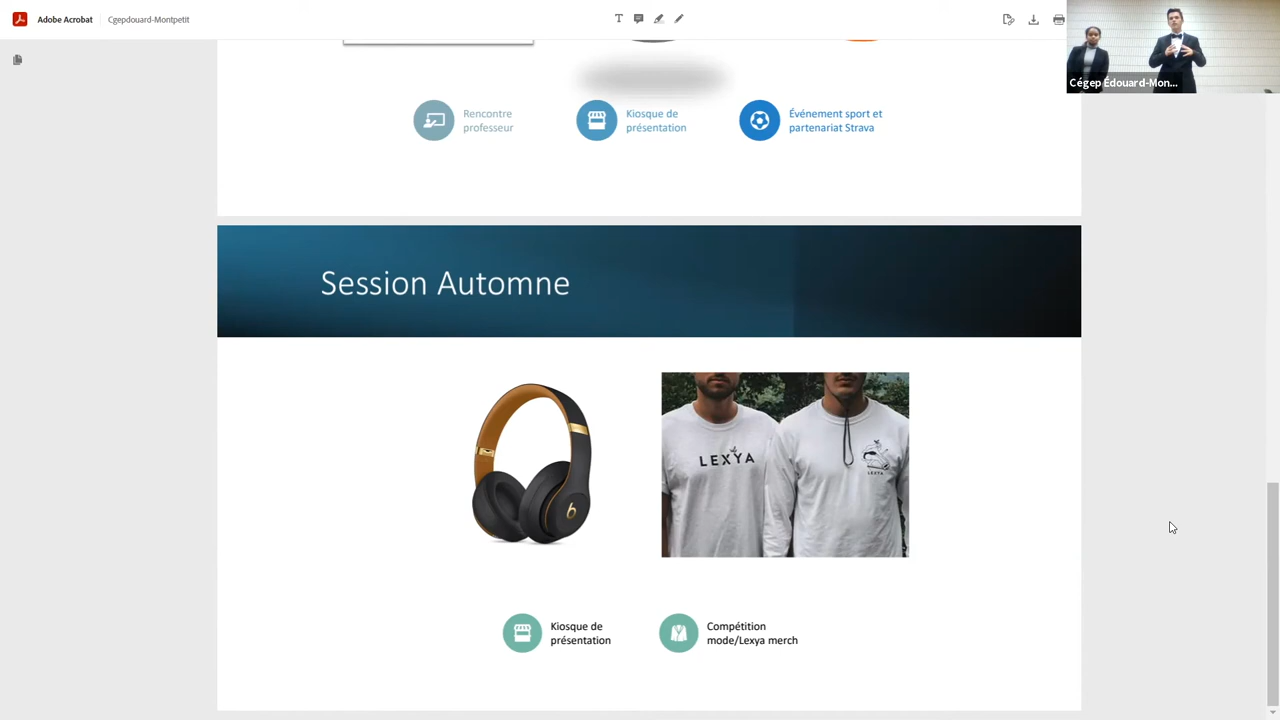 Adobe Acrobat
Cgepdouard-Montpetit
Cégep Édouard-Mon...
Rencontre
professeur
Kiosque de
présentation
Événement sport et
partenariat Strava
Session Automne
LEXYA
LEXYA
Kiosque de
présentation
Compétition
mode/Lexya merch